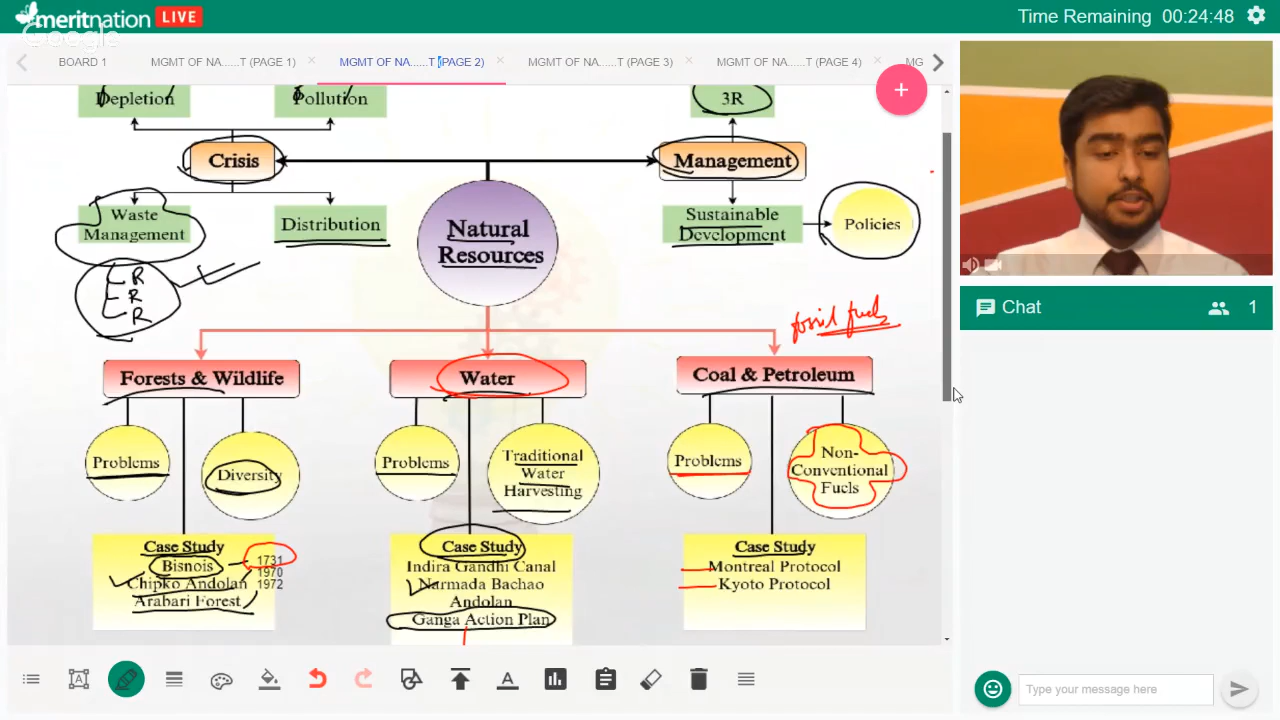 meritnation LIVE
Google
Time Remaining 00:24:48
BOARD 1
MGMT OF NA......T (PAGE 1)
MGMT OF NA......T (PAGE 2)
MGMT OF NA......T (PAGE 3)
MGMT OF NA......T (PAGE 4)
MG
Depletion
Pollution
3R
Crisis
Management
Waste
Management
Distribution
Natural
Resources
Sustainable
Development
Policies
R
R
R
fossil fuels
Forests & Wildlife
Water
Coal & Petroleum
Problems
Diversity
Problems
Traditional
Water
Harvesting
Problems
Non-
Conventional
Fuels
Case Study
Bisnois 1731
1970
Chipko Andolan 1972
Arabari Forest
Case Study
Indira Gandhi Canal
Narmada Bachao
Andolan
Ganga Action Plan
Case Study
Montreal Protocol
Kyoto Protocol
Chat 1
Type your message here